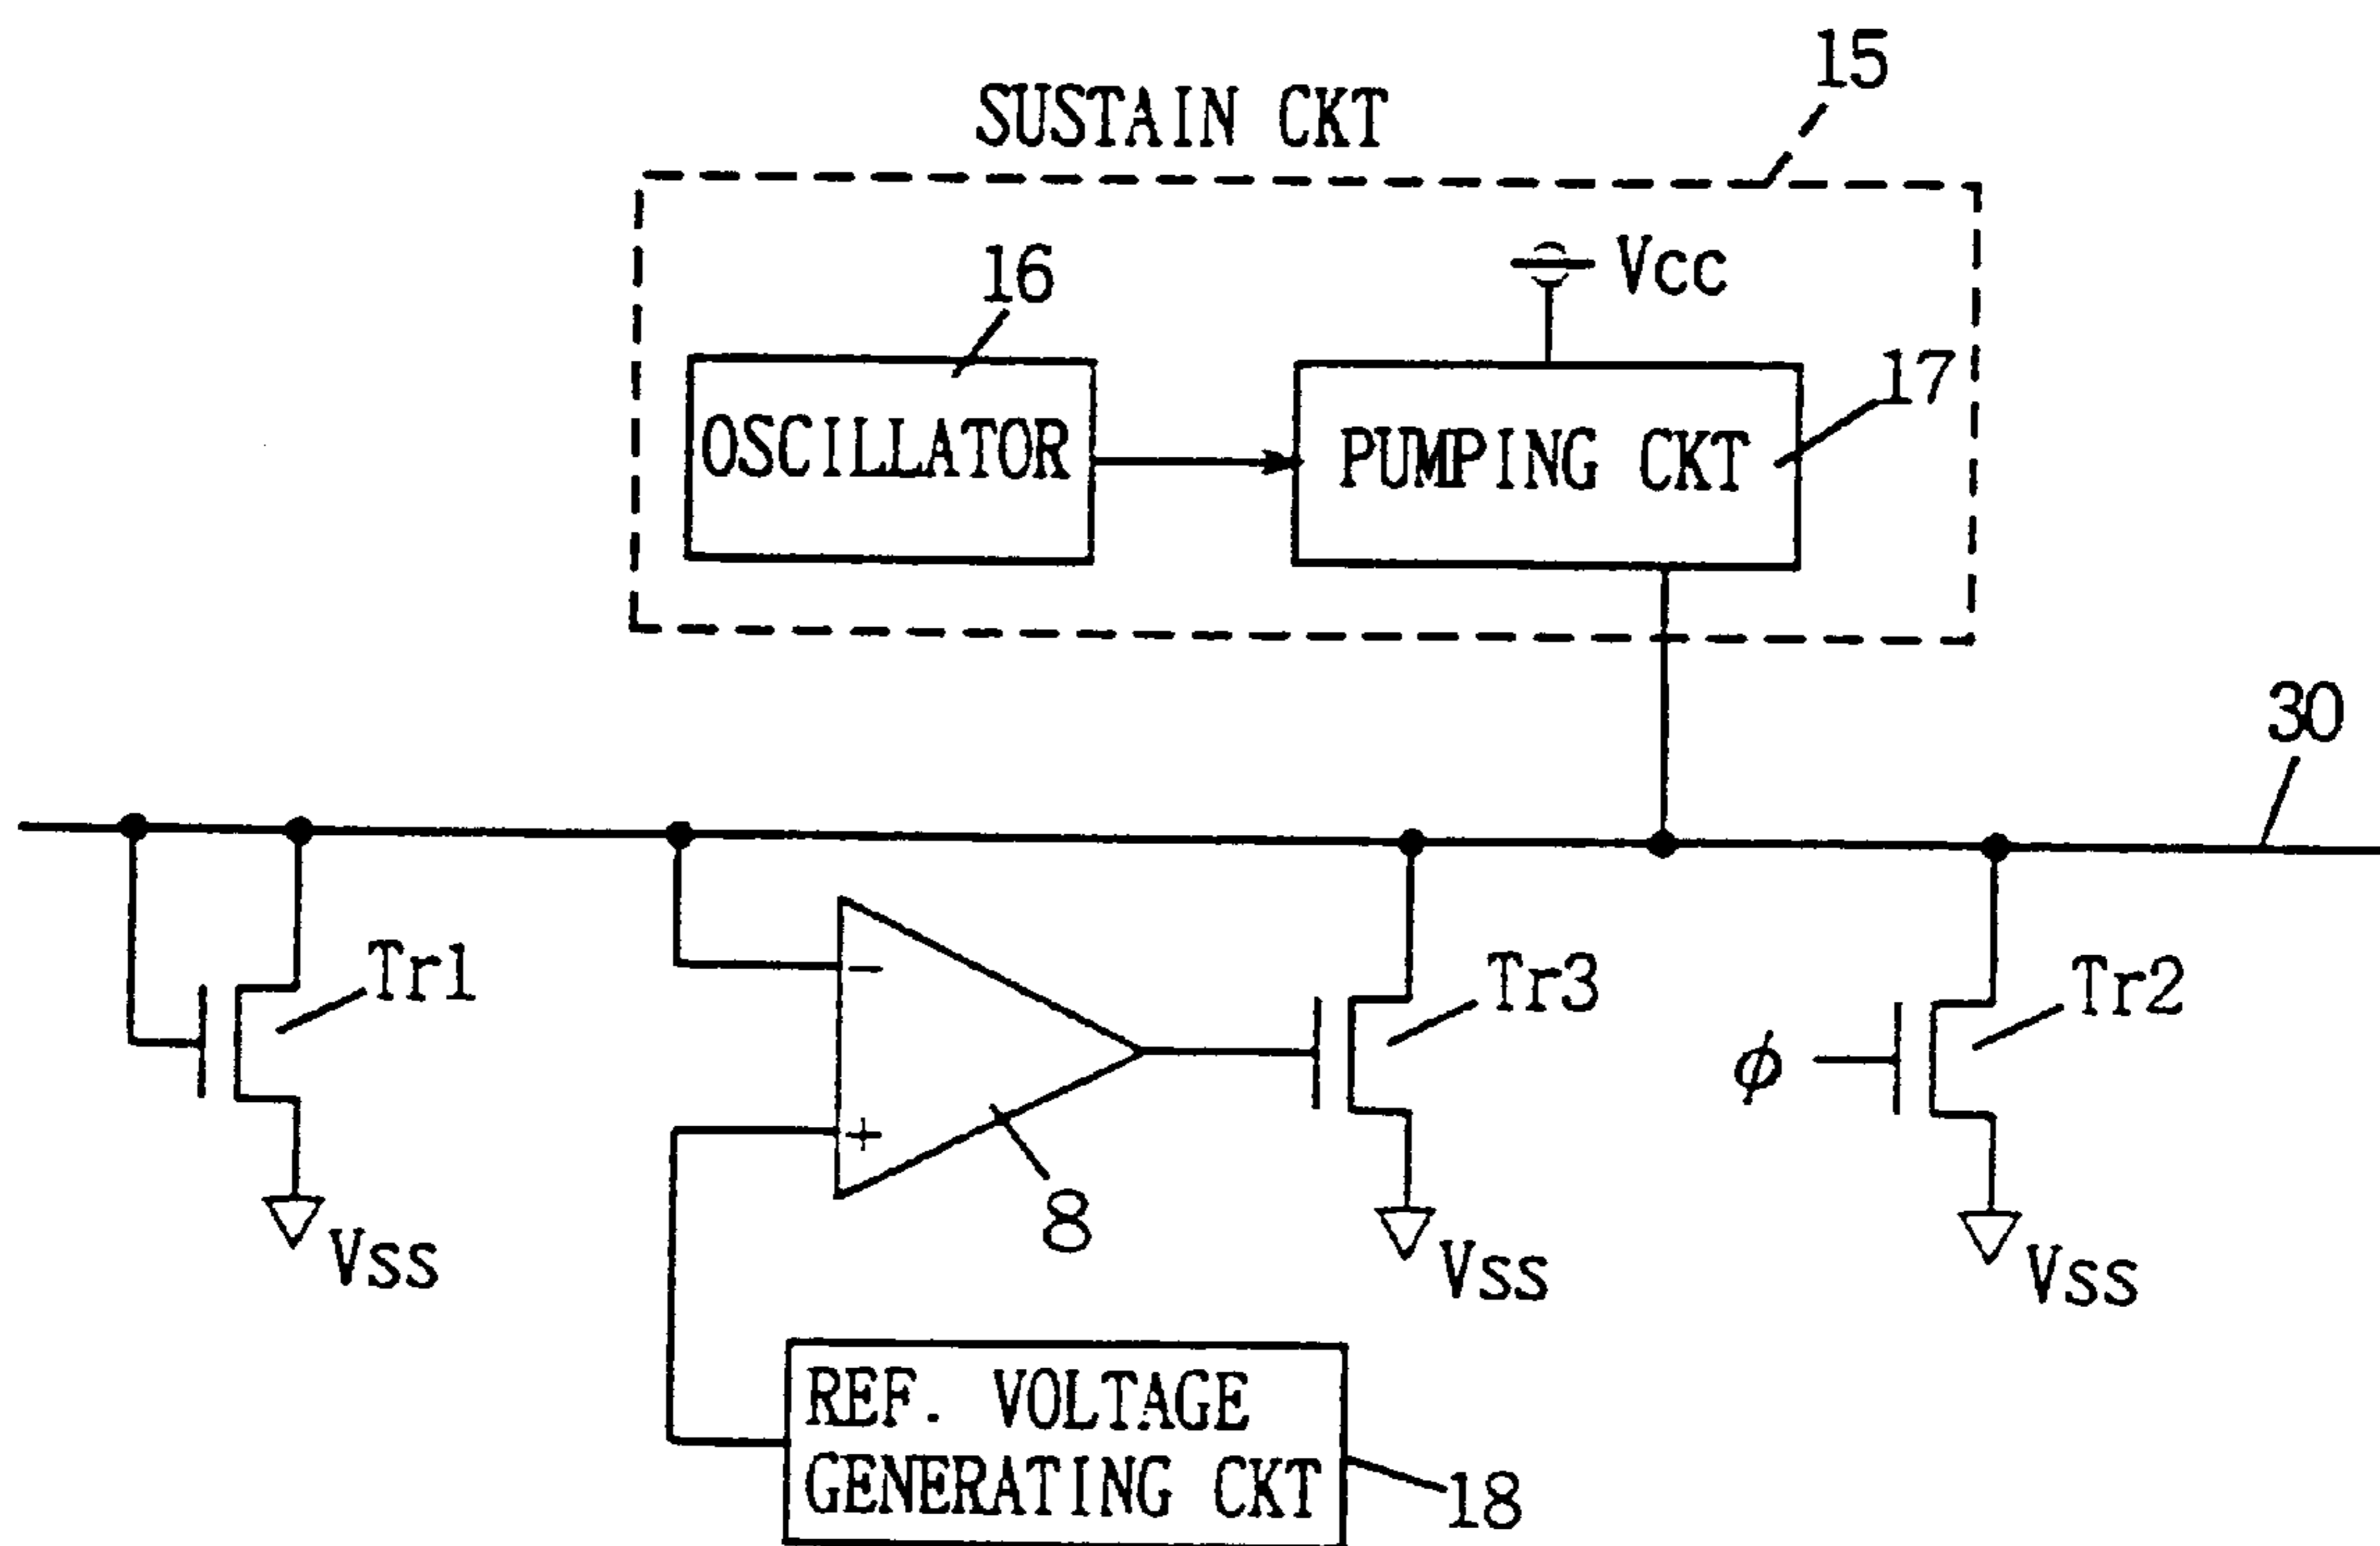 15
SUSTAIN CKT
16
Vcc
17
OSCILLATOR
PUMPING CKT
30
Tr1
Tr3
Tr2
ϕ
−
+
8
Vss
Vss
Vss
REF. VOLTAGE
GENERATING CKT
18